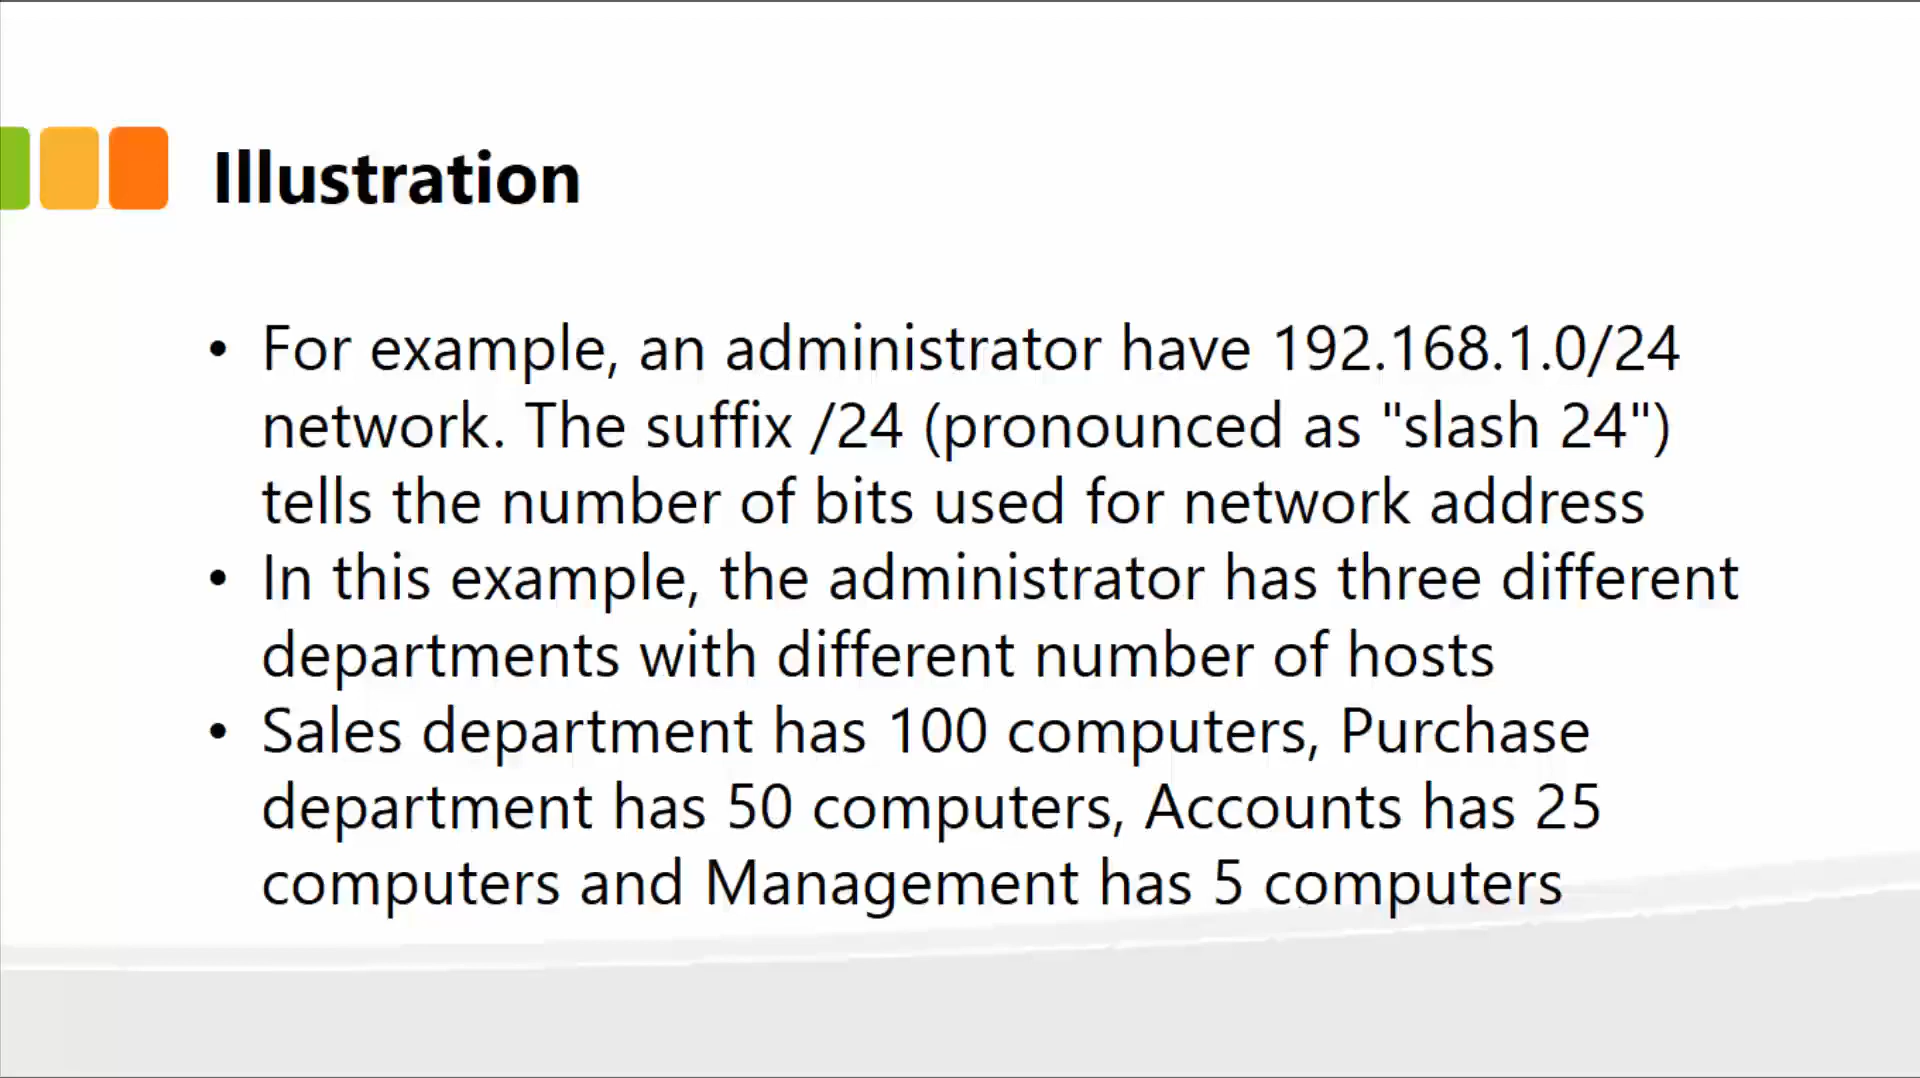 Illustration
• For example, an administrator have 192.168.1.0/24
network. The suffix /24 (pronounced as "slash 24")
tells the number of bits used for network address
• In this example, the administrator has three different
departments with different number of hosts
• Sales department has 100 computers, Purchase
department has 50 computers, Accounts has 25
computers and Management has 5 computers